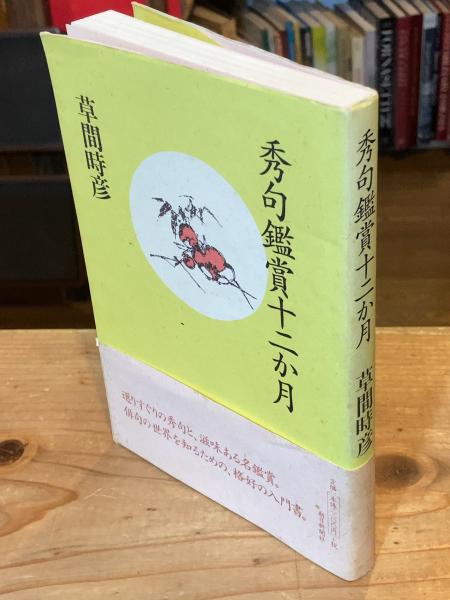 秀句鑑賞十二か月
草間時彦
選りすぐりの秀句と、滋味ある名鑑賞。
俳句の世界を知るための、格好の入門書。
秀句鑑賞十二か月
草間時彦